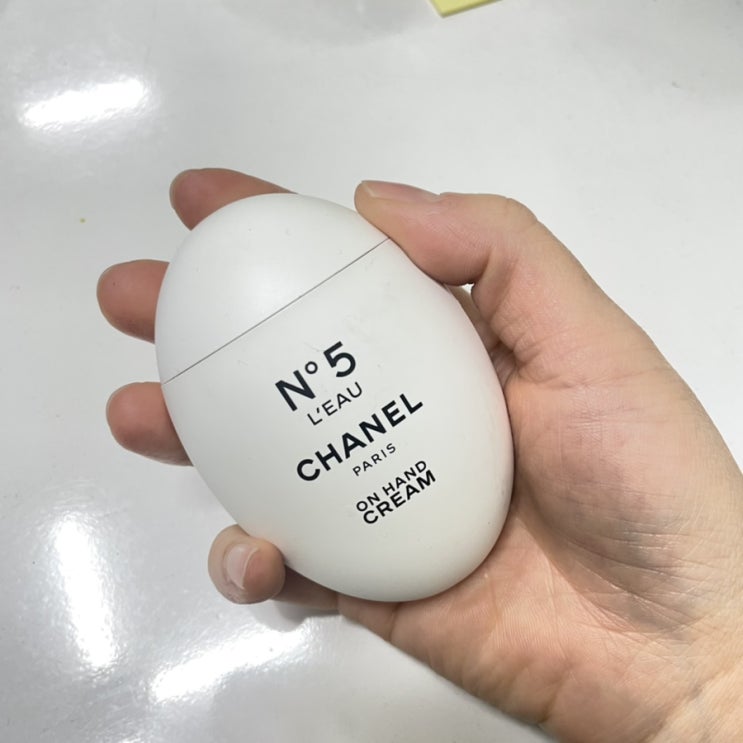 N° 5
L'EAU
CHANEL
PARIS
ON HAND
CREAM